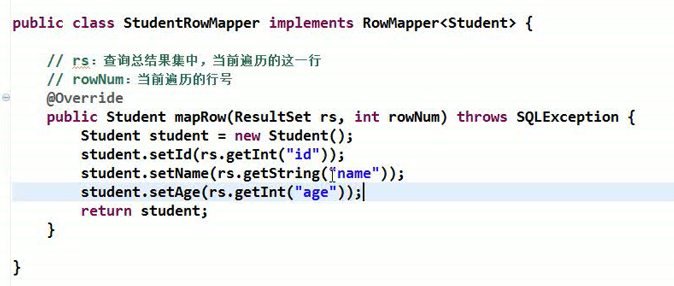 public class StudentRowMapper implements RowMapper<Student> {
// rs：查询总结果集中，当前遍历的这一行
// rowNum：当前遍历的行号
@Override
public Student mapRow(ResultSet rs, int rowNum) throws SQLException {
Student student = new Student();
student.setId(rs.getInt("id"));
student.setName(rs.getString("name"));
student.setAge(rs.getInt("age"));
return student;
}
}